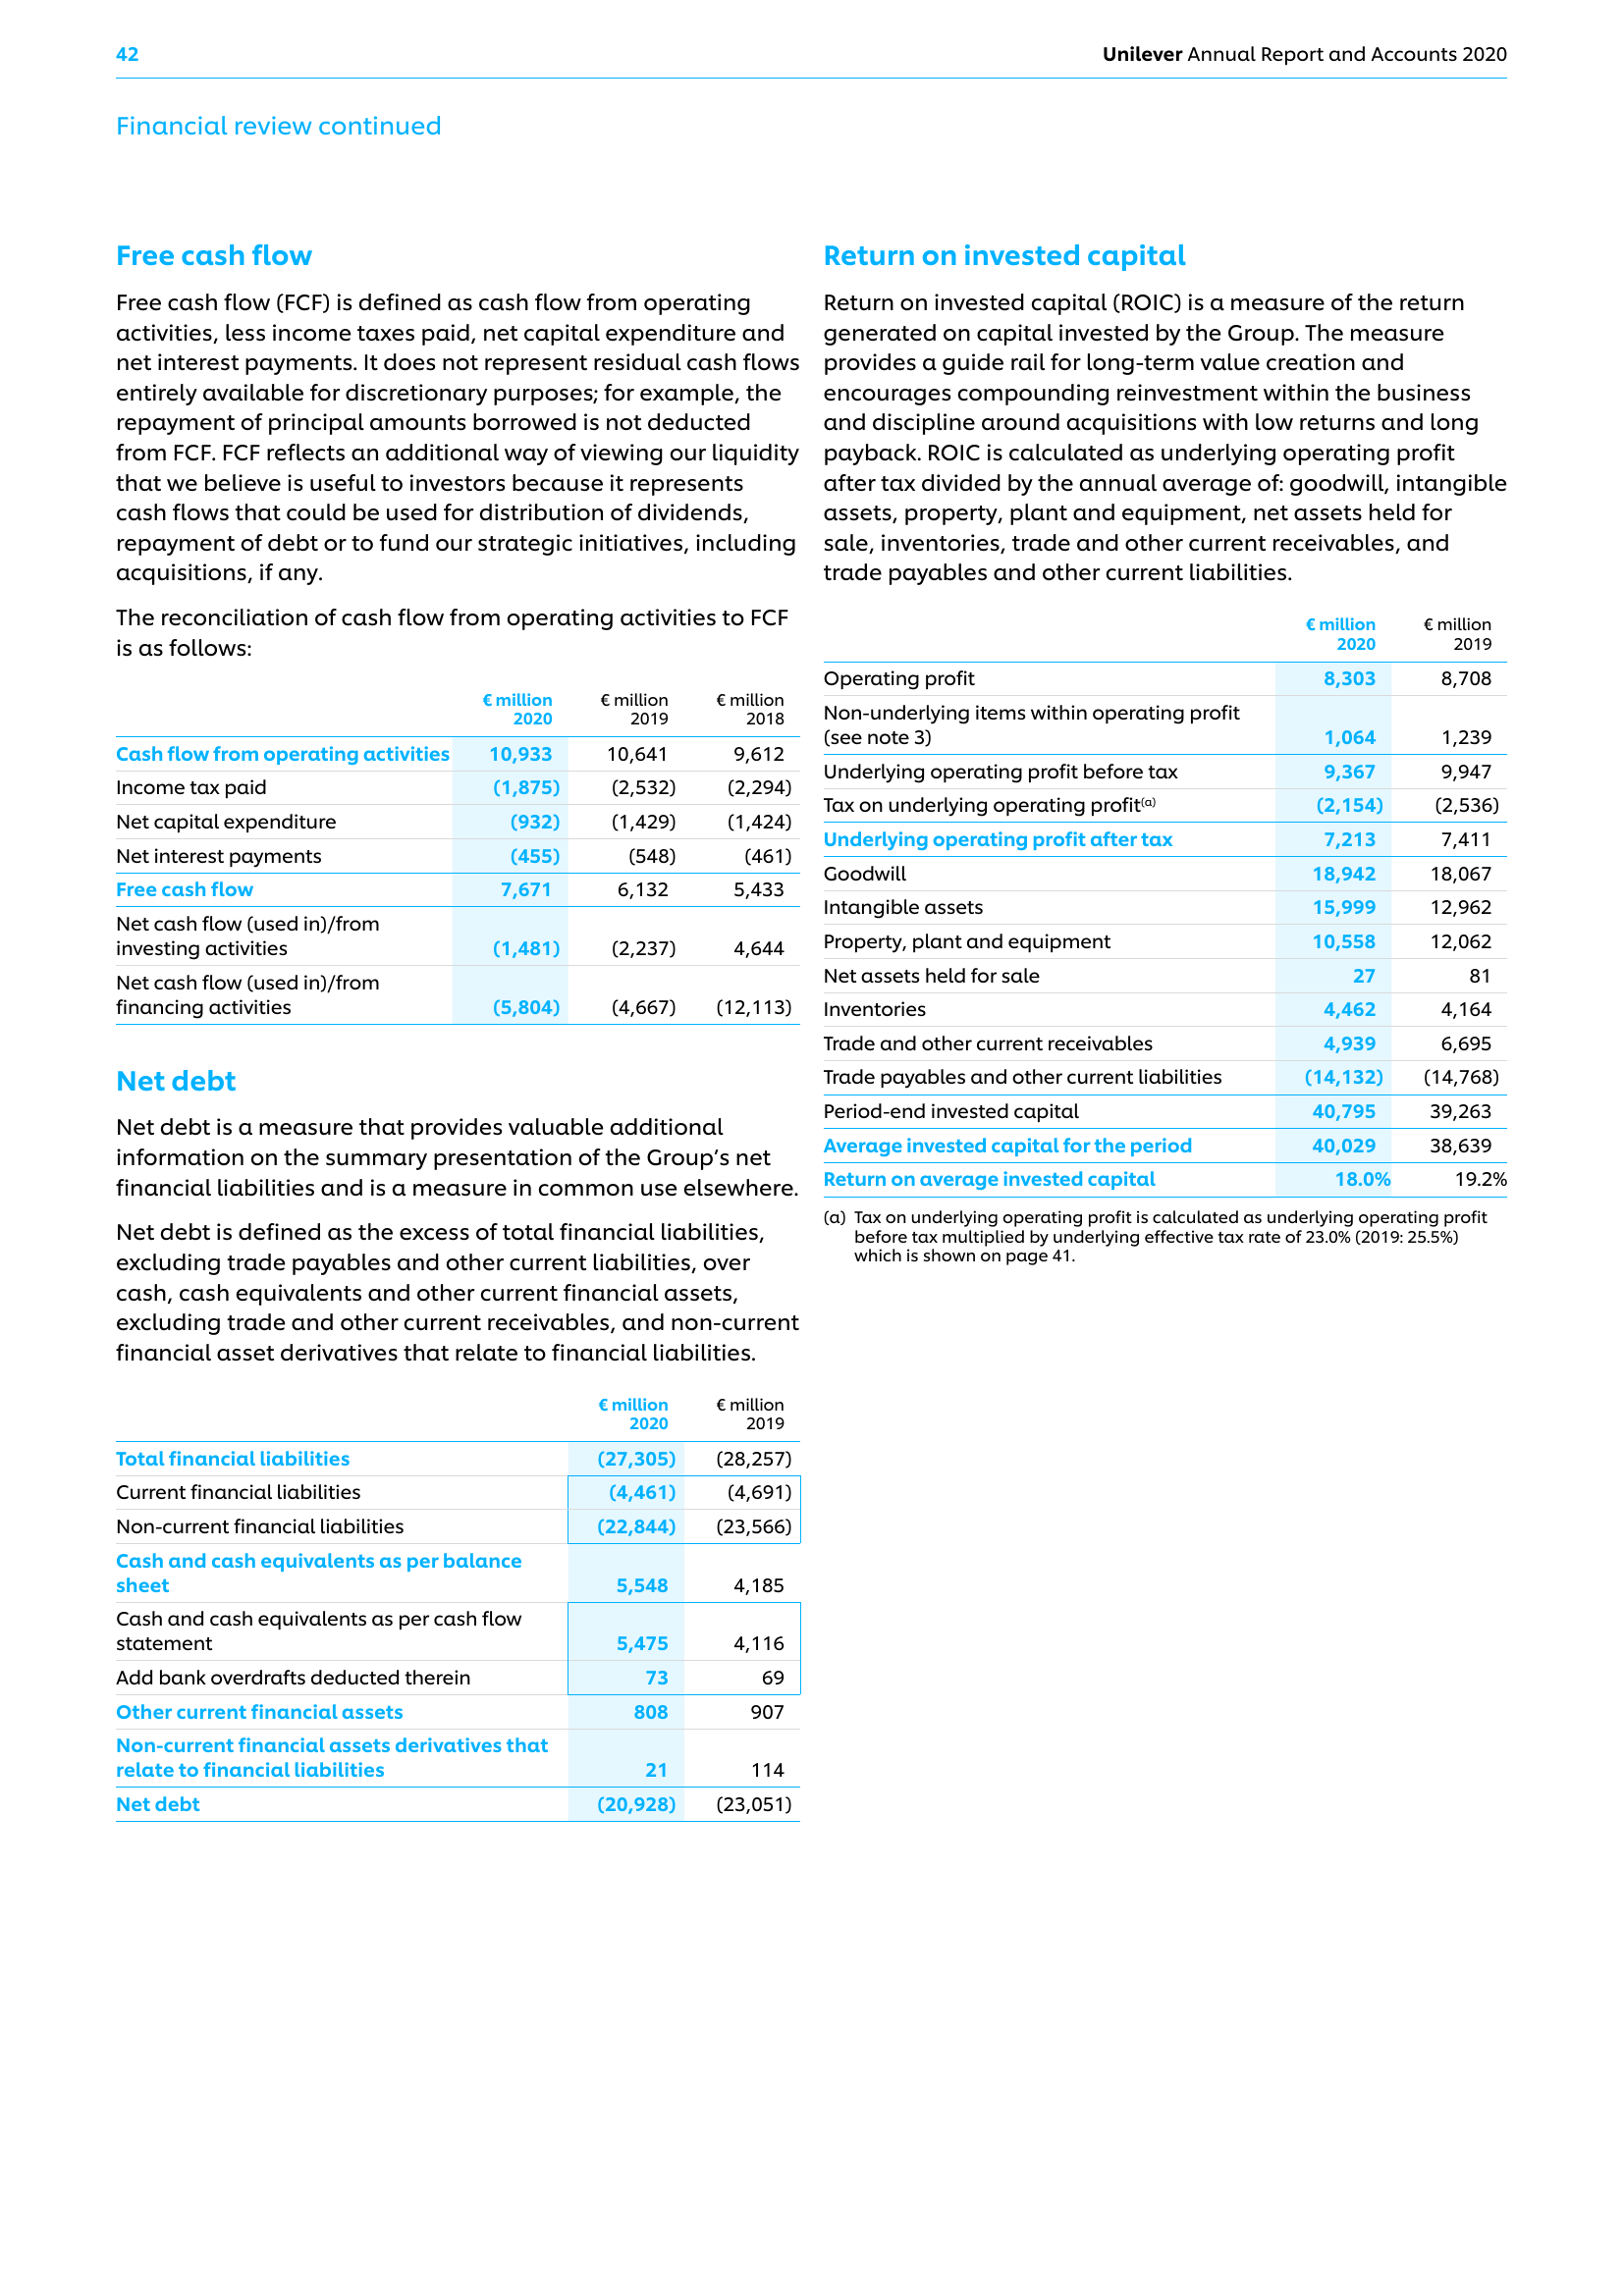 42
Unilever Annual Report and Accounts 2020
Financial review continued
Free cash flow
Free cash flow (FCF) is defined as cash flow from operating
activities, less income taxes paid, net capital expenditure and
net interest payments. It does not represent residual cash flows
entirely available for discretionary purposes; for example, the
repayment of principal amounts borrowed is not deducted
from FCF. FCF reflects an additional way of viewing our liquidity
that we believe is useful to investors because it represents
cash flows that could be used for distribution of dividends,
repayment of debt or to fund our strategic initiatives, including
acquisitions, if any.
The reconciliation of cash flow from operating activities to FCF
is as follows:
€ million € million € million
2020 2019 2018
Cash flow from operating activities 10,933 10,641 9,612
Income tax paid (1,875) (2,532) (2,294)
Net capital expenditure (932) (1,429) (1,424)
Net interest payments (455) (548) (461)
Free cash flow 7,671 6,132 5,433
Net cash flow (used in)/from
investing activities (1,481) (2,237) 4,644
Net cash flow (used in)/from
financing activities (5,804) (4,667) (12,113)
Net debt
Net debt is a measure that provides valuable additional
information on the summary presentation of the Group's net
financial liabilities and is a measure in common use elsewhere.
Net debt is defined as the excess of total financial liabilities,
excluding trade payables and other current liabilities, over
cash, cash equivalents and other current financial assets,
excluding trade and other current receivables, and non-current
financial asset derivatives that relate to financial liabilities.
€ million € million
2020 2019
Total financial liabilities (27,305) (28,257)
Current financial liabilities (4,461) (4,691)
Non-current financial liabilities (22,844) (23,566)
Cash and cash equivalents as per balance
sheet 5,548 4,185
Cash and cash equivalents as per cash flow
statement 5,475 4,116
Add bank overdrafts deducted therein 73 69
Other current financial assets 808 907
Non-current financial assets derivatives that
relate to financial liabilities 21 114
Net debt (20,928) (23,051)
Return on invested capital
Return on invested capital (ROIC) is a measure of the return
generated on capital invested by the Group. The measure
provides a guide rail for long-term value creation and
encourages compounding reinvestment within the business
and discipline around acquisitions with low returns and long
payback. ROIC is calculated as underlying operating profit
after tax divided by the annual average of: goodwill, intangible
assets, property, plant and equipment, net assets held for
sale, inventories, trade and other current receivables, and
trade payables and other current liabilities.
€ million € million
2020 2019
Operating profit 8,303 8,708
Non-underlying items within operating profit
(see note 3) 1,064 1,239
Underlying operating profit before tax 9,367 9,947
Tax on underlying operating profit(a) (2,154) (2,536)
Underlying operating profit after tax 7,213 7,411
Goodwill 18,942 18,067
Intangible assets 15,999 12,962
Property, plant and equipment 10,558 12,062
Net assets held for sale 27 81
Inventories 4,462 4,164
Trade and other current receivables 4,939 6,695
Trade payables and other current liabilities (14,132) (14,768)
Period-end invested capital 40,795 39,263
Average invested capital for the period 40,029 38,639
Return on average invested capital 18.0% 19.2%
(a) Tax on underlying operating profit is calculated as underlying operating profit
before tax multiplied by underlying effective tax rate of 23.0% (2019: 25.5%)
which is shown on page 41.